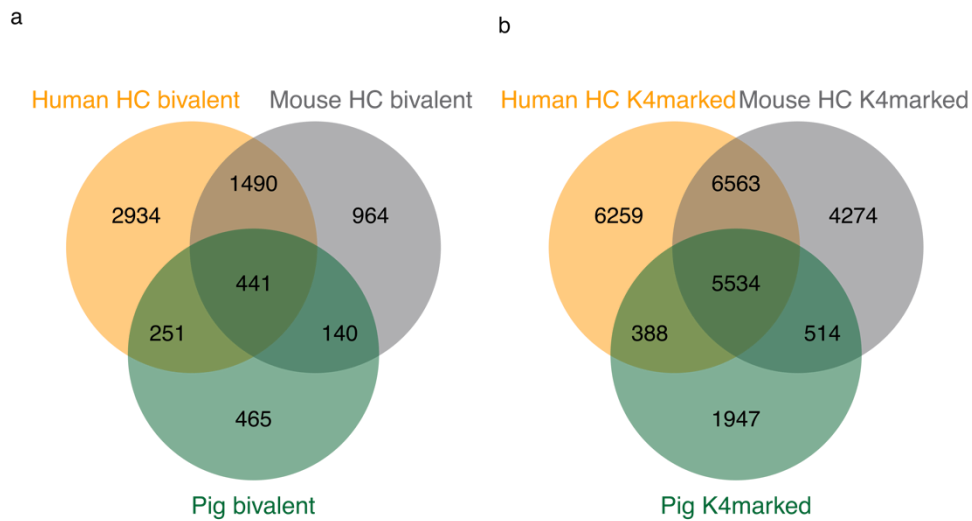 a
Human HC bivalent
Mouse HC bivalent
2934
1490
964
441
251
140
465
Pig bivalent
b
Human HC K4marked
Mouse HC K4marked
6259
6563
4274
5534
388
514
1947
Pig K4marked